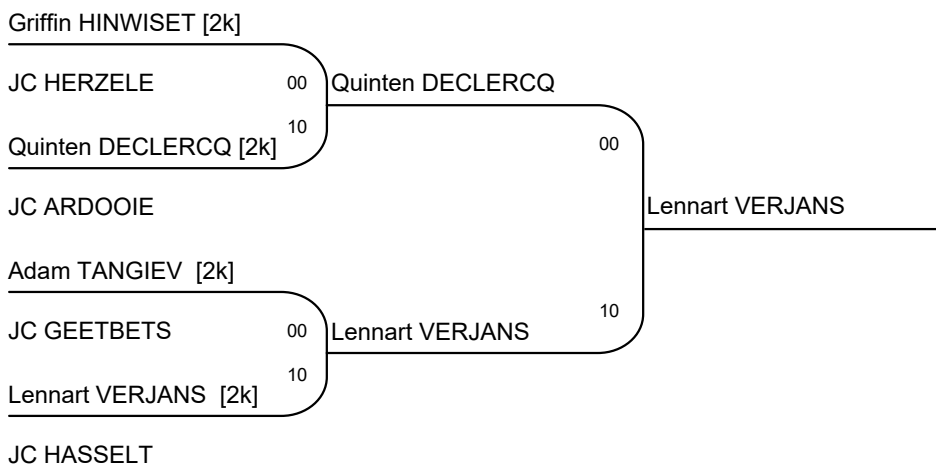 Griffin HINWISET [2k]
JC HERZELE
00
Quinten DECLERCQ
10
Quinten DECLERCQ [2k]
00
JC ARDOOIE
Lennart VERJANS
Adam TANGIEV [2k]
10
JC GEETBETS
00
Lennart VERJANS
10
Lennart VERJANS [2k]
JC HASSELT